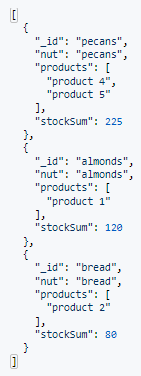 [
  {
    "_id": "pecans",
    "nut": "pecans",
    "products": [
      "product 4",
      "product 5"
    ],
    "stockSum": 225
  },
  {
    "_id": "almonds",
    "nut": "almonds",
    "products": [
      "product 1"
    ],
    "stockSum": 120
  },
  {
    "_id": "bread",
    "nut": "bread",
    "products": [
      "product 2"
    ],
    "stockSum": 80
  }
]